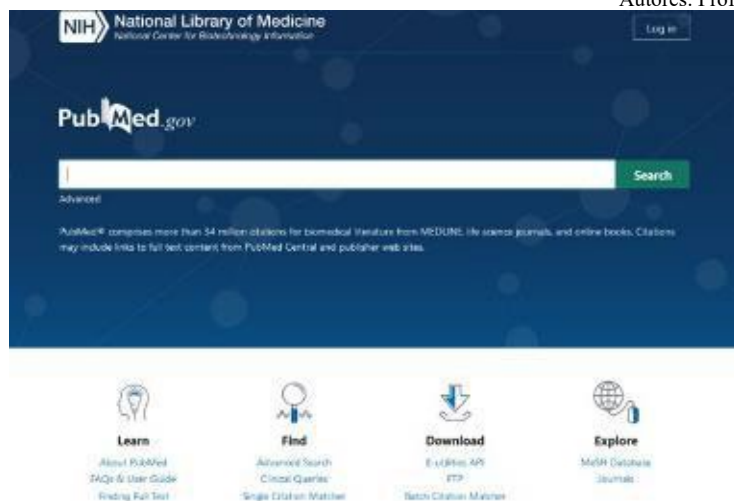 Autores: Prof
NIH National Library of Medicine
National Center for Biotechnology Information
Log in
PubMed.gov
Search
Advanced
PubMed® comprises more than 34 million citations for biomedical literature from MEDLINE, life science journals, and online books. Citations
may include links to full text content from PubMed Central and publisher web sites.
Learn
Find
Download
Explore
About PubMed
Advanced Search
E-utilities API
MeSH Database
FAQs & User Guide
Clinical Queries
FTP
Journals
Finding Full Text
Single Citation Matcher
Batch Citation Matcher